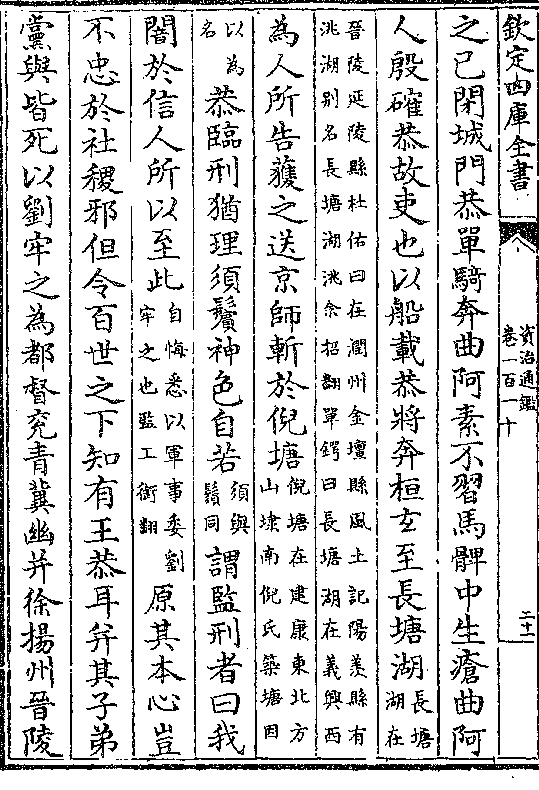 欽定四庫全書
資治通鑑
卷一百一十
二十一
之已閉城門恭單騎奔曲阿素不習馬髀中生瘡曲阿
人殷確恭故吏也以船載恭將奔桓玄至長塘湖長塘湖在
晉陵延陵縣杜佑曰在潤州金壇縣風土記陽羡縣有
洮湖别名長塘湖洮余招翻單鍔曰長塘湖在義興西
為人所告獲之送京師斬於倪塘倪塘在建康東北方山埭南倪氏築塘因
以為名恭臨刑猶理須鬢神色自若須與鬚同謂監刑者曰我
闇於信人所以至此自悔悉以軍事委劉牢之也監工銜翻原其本心豈
不忠於社稷邪但令百世之下知有王恭耳并其子弟
黨與皆死以劉牢之為都督兖青冀幽并徐揚州晉陵